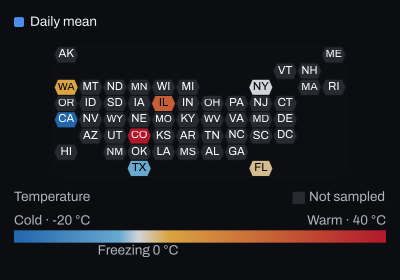 Daily mean
AK ME
VT NH
WA MT ND MN WI MI NY MA RI
OR ID SD IA IL IN OH PA NJ CT
CA NV WY NE MO KY WV VA MD DE
AZ UT CO KS AR TN NC SC DC
HI NM OK LA MS AL GA
TX FL
Temperature Not sampled
Cold · -20 °C Warm · 40 °C
Freezing 0 °C